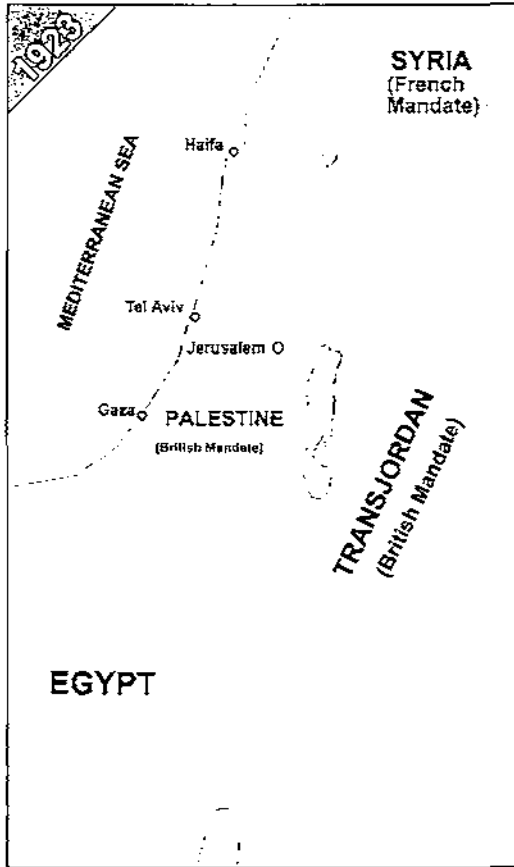 1923
SYRIA
(French
Mandate)
Haifa
MEDITERRANEAN SEA
Tel Aviv
Jerusalem
Gaza
PALESTINE
(British Mandate)
TRANSJORDAN
(British Mandate)
EGYPT